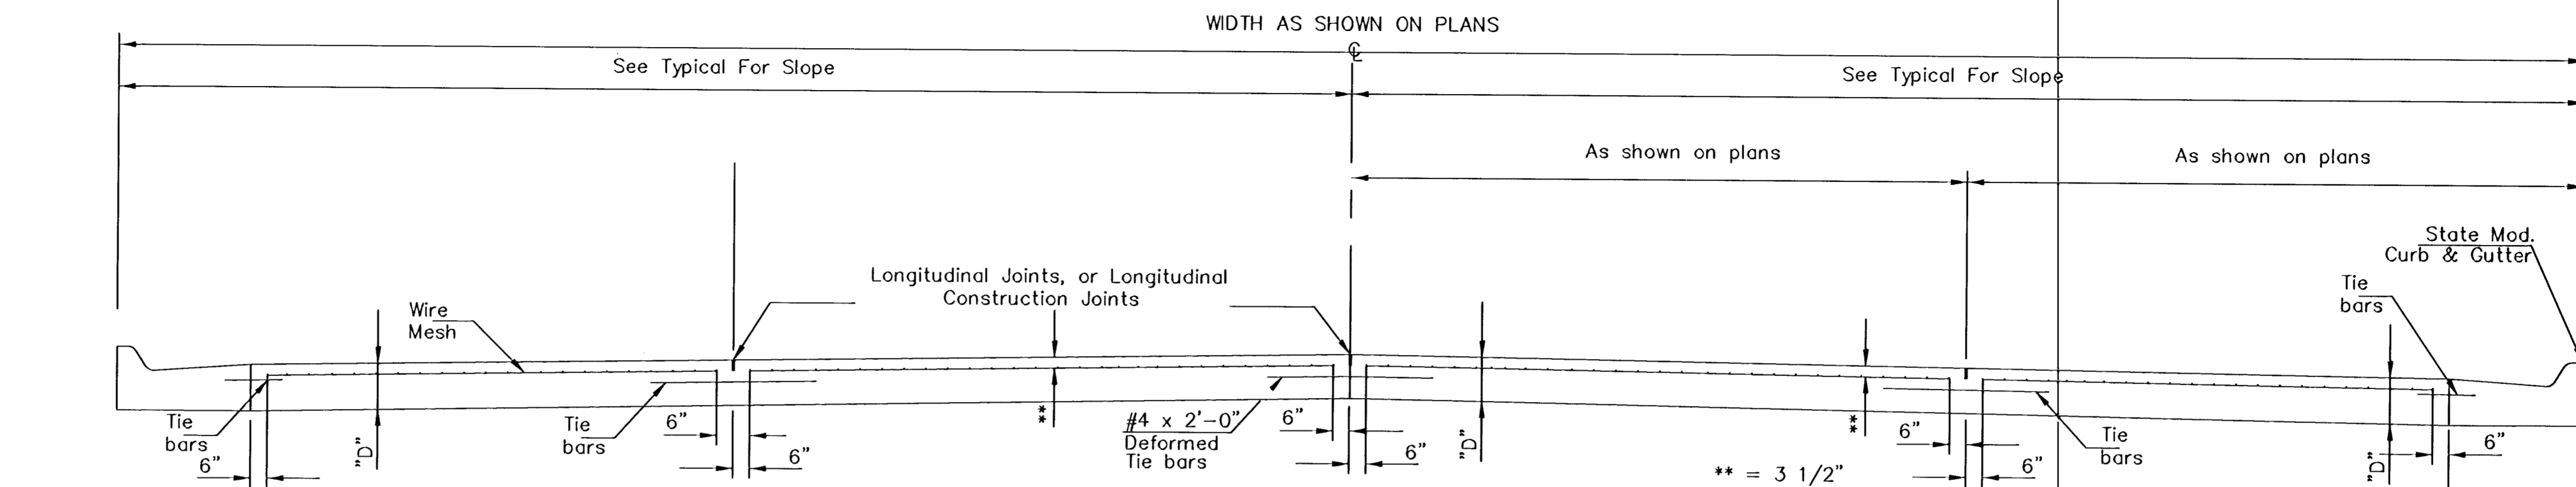 WIDTH AS SHOWN ON PLANS
℄
See Typical For Slope
See Typical For Slope
As shown on plans
As shown on plans
State Mod.
Curb & Gutter
Longitudinal Joints, or Longitudinal
Construction Joints
Tie
bars
Wire
Mesh
Tie
bars
6"
"D"
Tie
bars
6"
6"
**
#4 x 2'-0"
Deformed
Tie bars
6"
6"
"D"
** = 3 1/2"
**
6"
6"
Tie
bars
"D"
6"